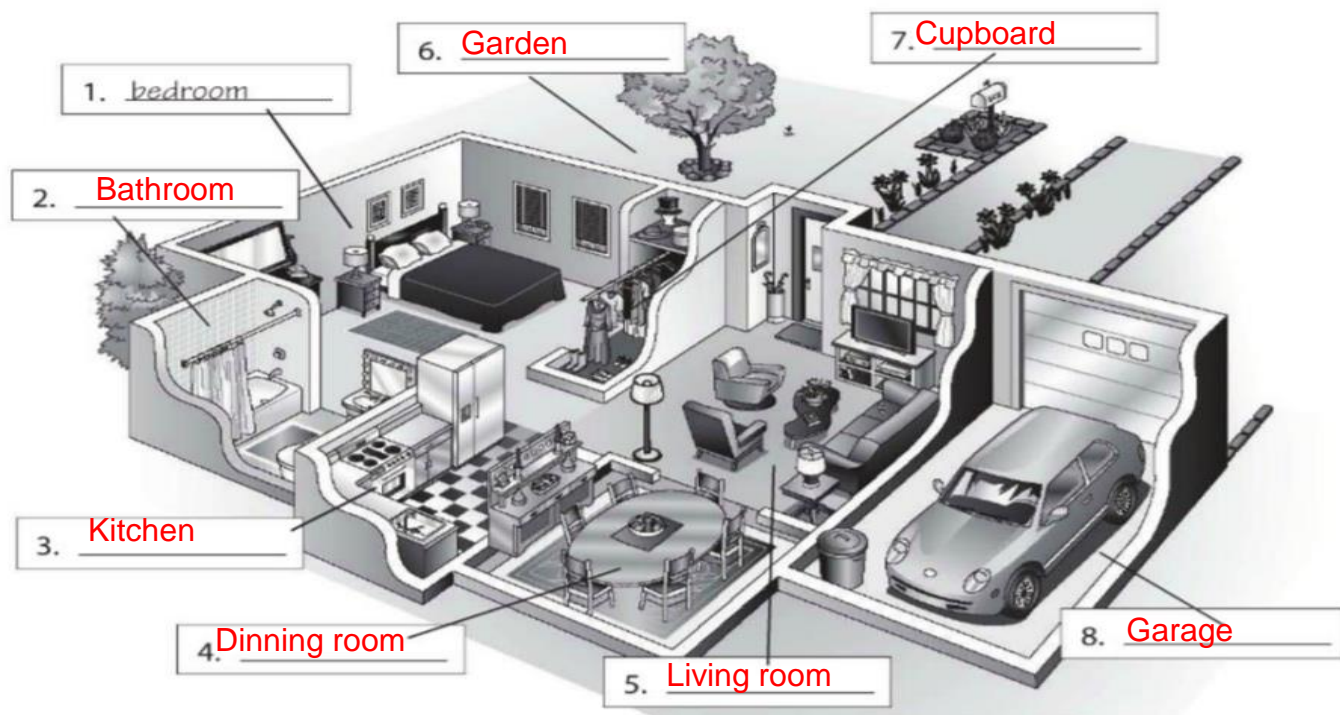 1. bedroom
2. Bathroom
3. Kitchen
4. Dinning room
5. Living room
6. Garden
7. Cupboard
8. Garage